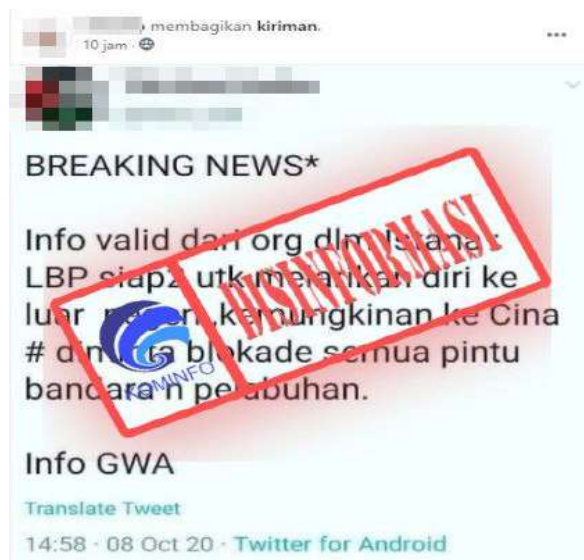 membagikan kiriman.
10 jam
BREAKING NEWS*
Info valid dari org dlm Istana :
LBP siap2 utk melarikan diri ke
luar negeri, kemungkinan ke Cina
# diminta blokade semua pintu
bandara n pelabuhan.
DISINFORMASI
KOMINFO
Info GWA
Translate Tweet
14:58 · 08 Oct 20 · Twitter for Android